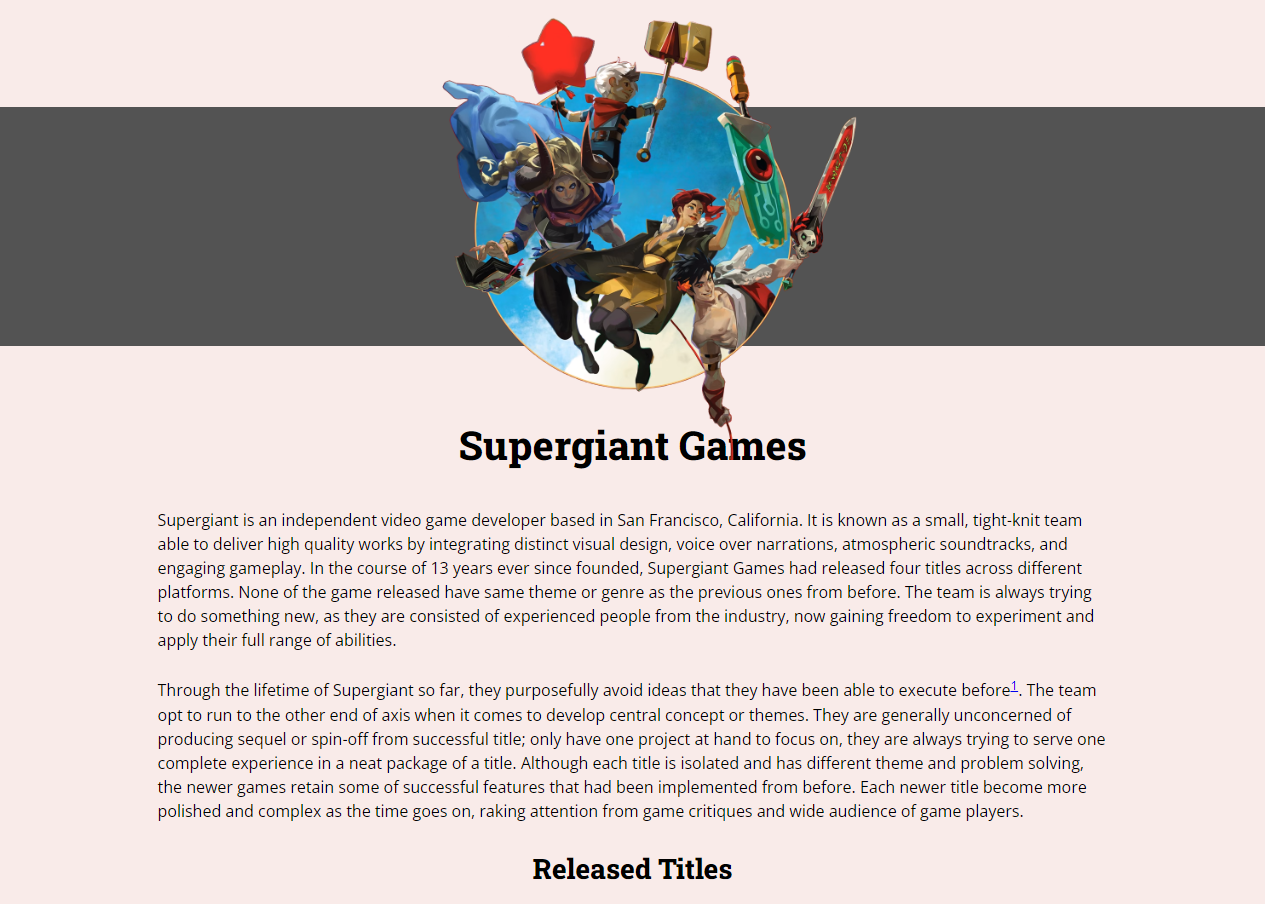 Supergiant Games
Supergiant is an independent video game developer based in San Francisco, California. It is known as a small, tight-knit team
able to deliver high quality works by integrating distinct visual design, voice over narrations, atmospheric soundtracks, and
engaging gameplay. In the course of 13 years ever since founded, Supergiant Games had released four titles across different
platforms. None of the game released have same theme or genre as the previous ones from before. The team is always trying
to do something new, as they are consisted of experienced people from the industry, now gaining freedom to experiment and
apply their full range of abilities.
Through the lifetime of Supergiant so far, they purposefully avoid ideas that they have been able to execute before1. The team
opt to run to the other end of axis when it comes to develop central concept or themes. They are generally unconcerned of
producing sequel or spin-off from successful title; only have one project at hand to focus on, they are always trying to serve one
complete experience in a neat package of a title. Although each title is isolated and has different theme and problem solving,
the newer games retain some of successful features that had been implemented from before. Each newer title become more
polished and complex as the time goes on, raking attention from game critiques and wide audience of game players.
Released Titles